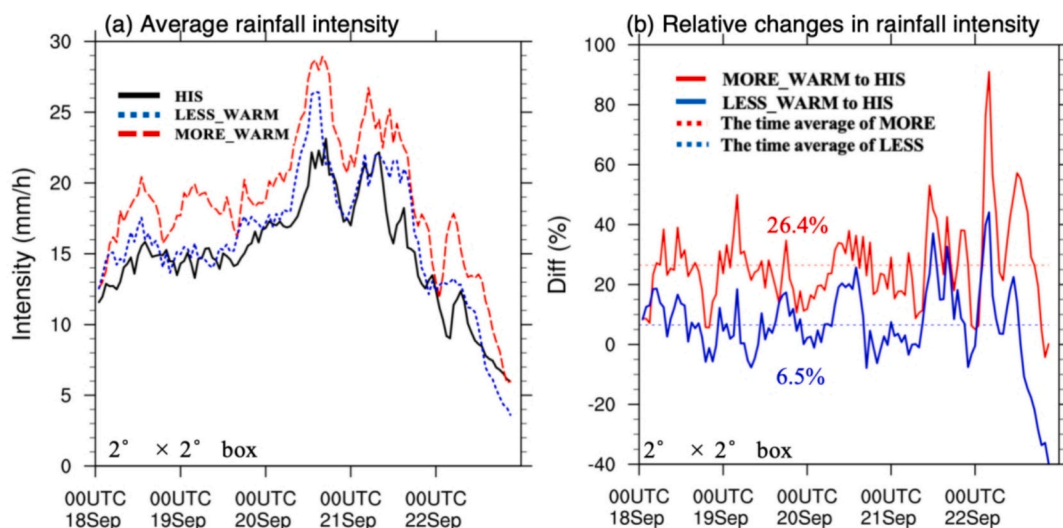 (a) Average rainfall intensity
30
25
20
15
10
5
0
Intensity (mm/h)
HIS
LESS_WARM
MORE_WARM
2° × 2° box
00UTC 00UTC 00UTC 00UTC 00UTC
18Sep 19Sep 20Sep 21Sep 22Sep
(b) Relative changes in rainfall intensity
100
80
60
40
20
0
-20
-40
Diff (%)
MORE_WARM to HIS
LESS_WARM to HIS
The time average of MORE
The time average of LESS
26.4%
6.5%
2° × 2° box
00UTC 00UTC 00UTC 00UTC 00UTC
18Sep 19Sep 20Sep 21Sep 22Sep